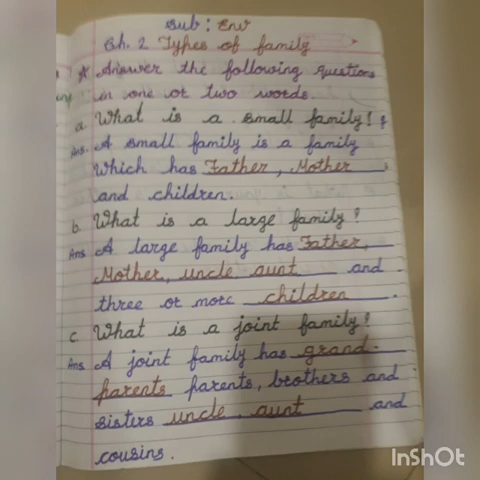 Sub : Env
Ch. 2 Types of family
* Answer the following questions
in one or two words.
a. What is a small family?
Ans. A small family is a family
which has Father, Mother
and children.
b. What is a large family?
Ans A large family has Father,
Mother, uncle, aunt and
three or more children.
c. What is a joint family?
Ans. A joint family has grand-
parents parents, brothers and
sisters uncle, aunt and
cousins.
InShOt